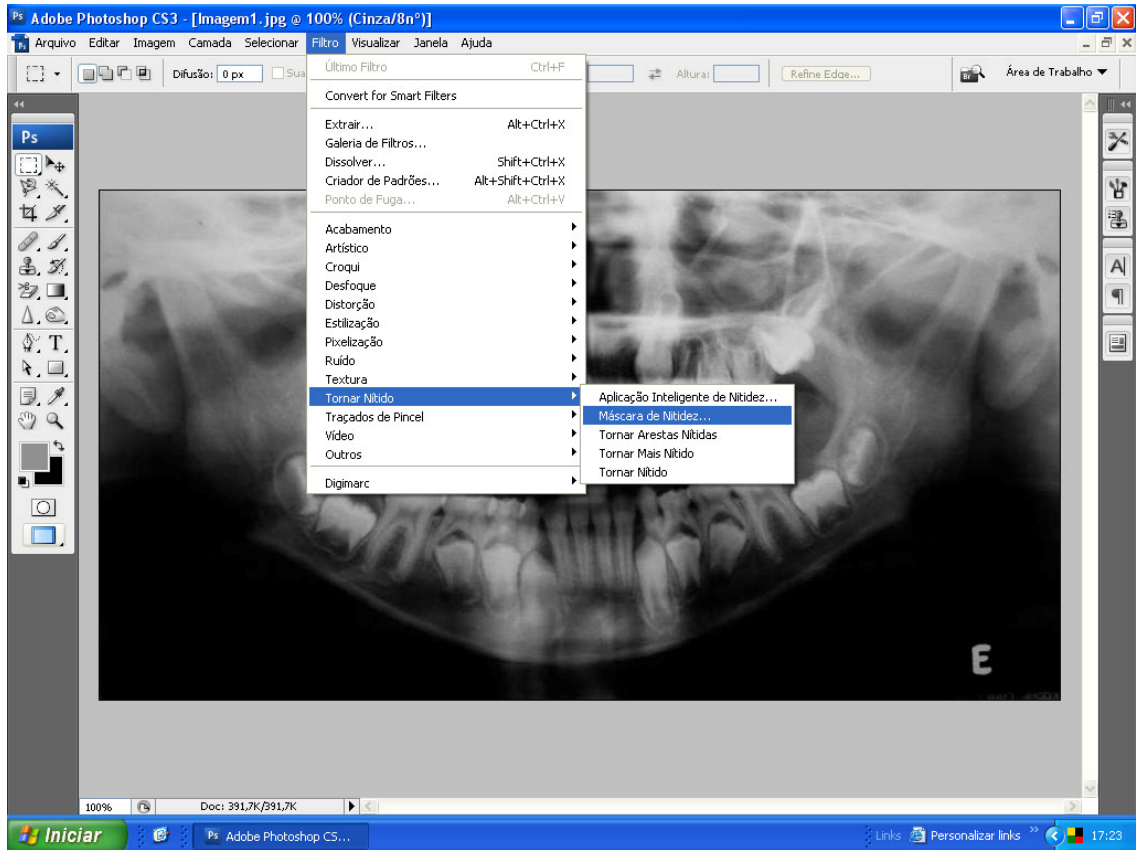 Adobe Photoshop CS3 - [Imagem1.jpg @ 100% (Cinza/8n°)]
Arquivo Editar Imagem Camada Selecionar Filtro Visualizar Janela Ajuda
Difusão: 0 px Sua Altura: Refine Edge... Área de Trabalho
Último Filtro Ctrl+F
Convert for Smart Filters
Extrair... Alt+Ctrl+X
Galeria de Filtros...
Dissolver... Shift+Ctrl+X
Criador de Padrões... Alt+Shift+Ctrl+X
Ponto de Fuga... Alt+Ctrl+V
Acabamento
Artístico
Croqui
Desfoque
Distorção
Estilização
Pixelização
Ruído
Textura
Tornar Nítido
Traçados de Pincel
Vídeo
Outros
Digimarc
Aplicação Inteligente de Nitidez...
Máscara de Nitidez...
Tornar Arestas Nítidas
Tornar Mais Nítido
Tornar Nítido
Ps
E
100% Doc: 391,7K/391,7K
Iniciar Adobe Photoshop CS... Links Personalizar links 17:23